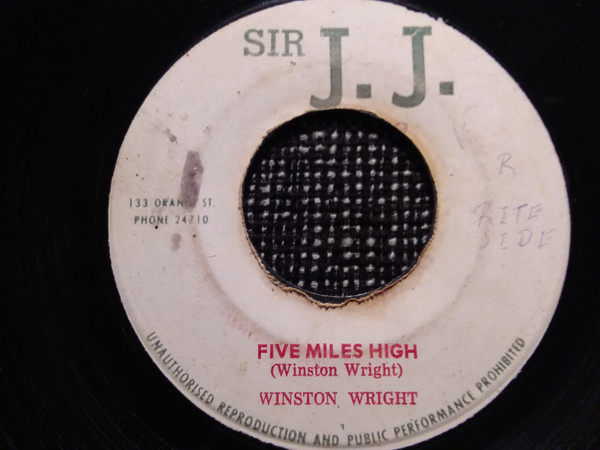 SIR J. J.
133 ORANGE ST.
PHONE 24710
R
RITE
SIDE
FIVE MILES HIGH
(Winston Wright)
WINSTON WRIGHT
UNAUTHORISED REPRODUCTION AND PUBLIC PERFORMANCE PROHIBITED